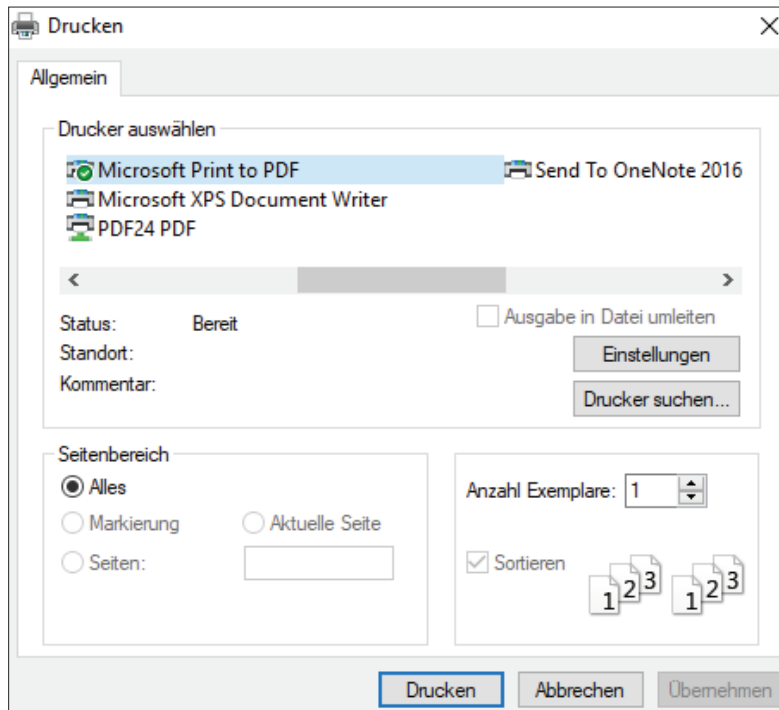 Drucken
Allgemein
Drucker auswählen
Microsoft Print to PDF
Send To OneNote 2016
Microsoft XPS Document Writer
PDF24 PDF
Status: Bereit
Ausgabe in Datei umleiten
Standort:
Einstellungen
Kommentar:
Drucker suchen...
Seitenbereich
Alles
Markierung
Aktuelle Seite
Seiten:
Anzahl Exemplare: 1
Sortieren
1 2 3 1 2 3
Drucken
Abbrechen
Übernehmen